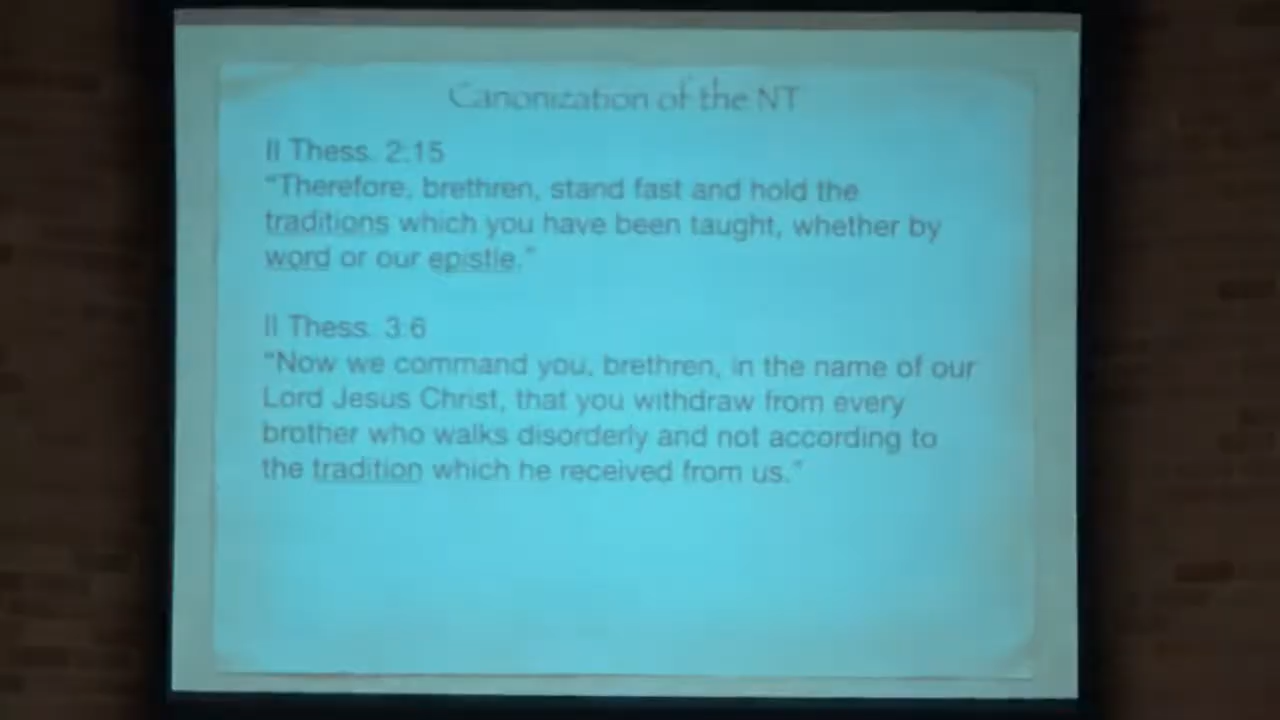 Canonization of the NT
II Thess. 2:15
"Therefore, brethren, stand fast and hold the
traditions which you have been taught, whether by
word or our epistle."
II Thess. 3:6
"Now we command you, brethren, in the name of our
Lord Jesus Christ, that you withdraw from every
brother who walks disorderly and not according to
the tradition which he received from us."